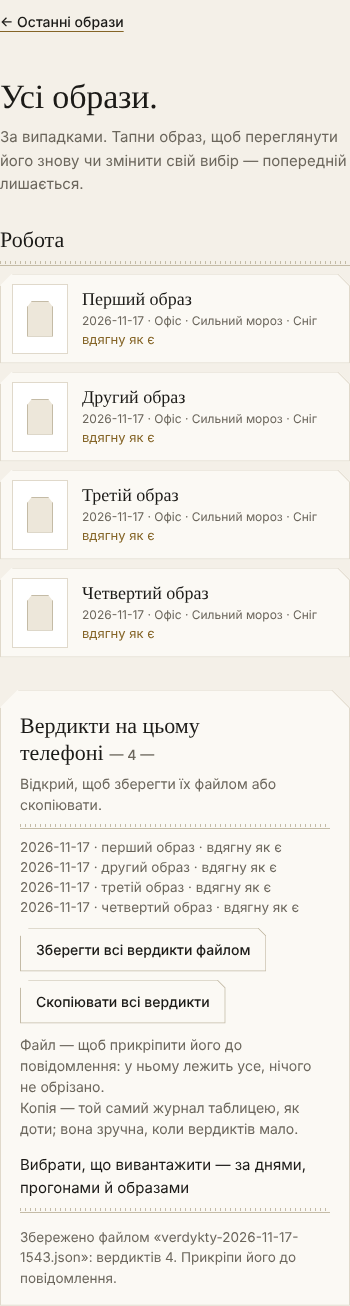 ← Останні образи
Усі образи.
За випадками. Тапни образ, щоб переглянути
його знову чи змінити свій вибір — попередній
лишається.
Робота
Перший образ
2026-11-17 · Офіс · Сильний мороз · Сніг
вдягну як є
Другий образ
2026-11-17 · Офіс · Сильний мороз · Сніг
вдягну як є
Третій образ
2026-11-17 · Офіс · Сильний мороз · Сніг
вдягну як є
Четвертий образ
2026-11-17 · Офіс · Сильний мороз · Сніг
вдягну як є
Вердикти на цьому
телефоні — 4 —
Відкрий, щоб зберегти їх файлом або
скопіювати.
2026-11-17 · перший образ · вдягну як є
2026-11-17 · другий образ · вдягну як є
2026-11-17 · третій образ · вдягну як є
2026-11-17 · четвертий образ · вдягну як є
Зберегти всі вердикти файлом
Скопіювати всі вердикти
Файл — щоб прикріпити його до
повідомлення: у ньому лежить усе, нічого
не обрізано.
Копія — той самий журнал таблицею, як
доти; вона зручна, коли вердиктів мало.
Вибрати, що вивантажити — за днями,
прогонами й образами
Збережено файлом «verdykty-2026-11-17-
1543.json»: вердиктів 4. Прикріпи його до
повідомлення.